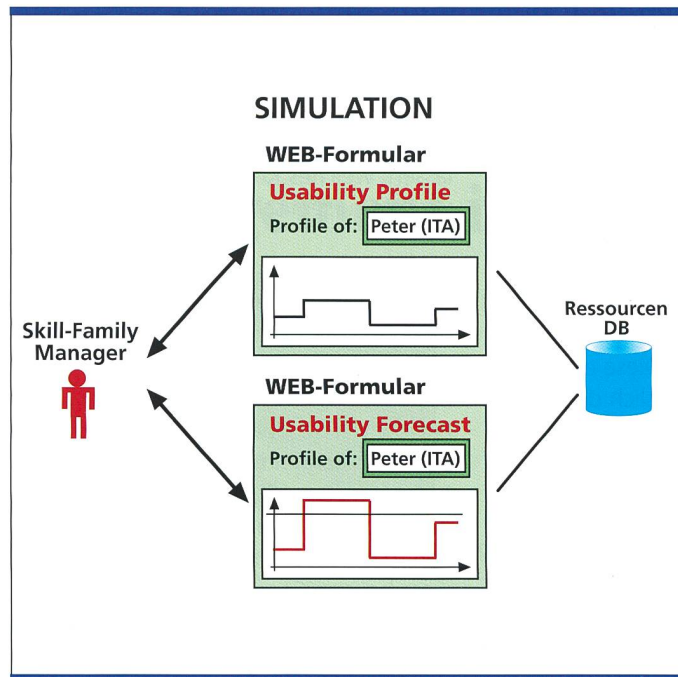 SIMULATION
WEB-Formular
Usability Profile
Profile of: Peter (ITA)
Skill-Family
Manager
Ressourcen
DB
WEB-Formular
Usability Forecast
Profile of: Peter (ITA)